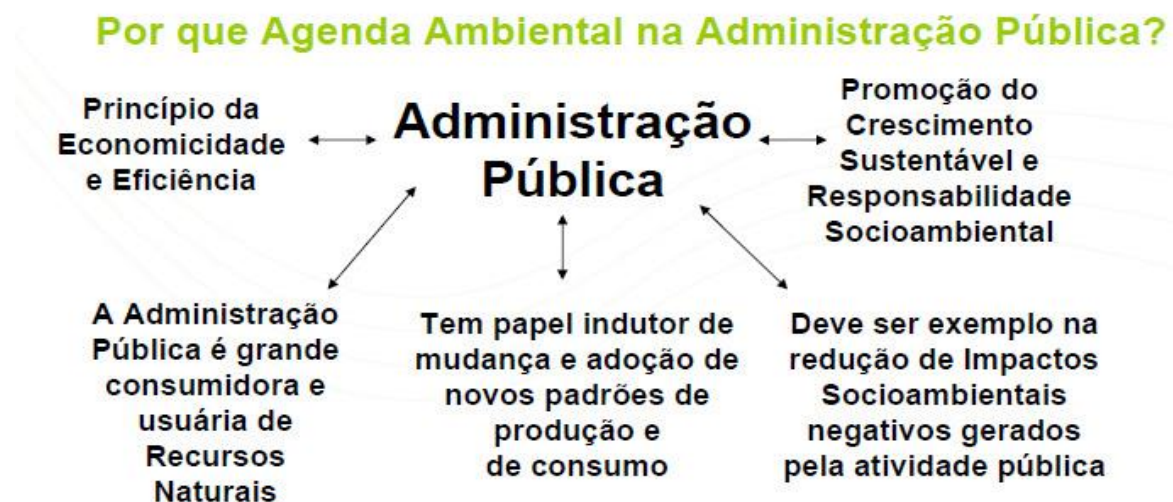 Por que Agenda Ambiental na Administração Pública?
Princípio da
Economicidade
e Eficiência
Administração
Pública
Promoção do
Crescimento
Sustentável e
Responsabilidade
Socioambiental
A Administração
Pública é grande
consumidora e
usuária de
Recursos
Naturais
Tem papel indutor de
mudança e adoção de
novos padrões de
produção e
de consumo
Deve ser exemplo na
redução de Impactos
Socioambientais
negativos gerados
pela atividade pública